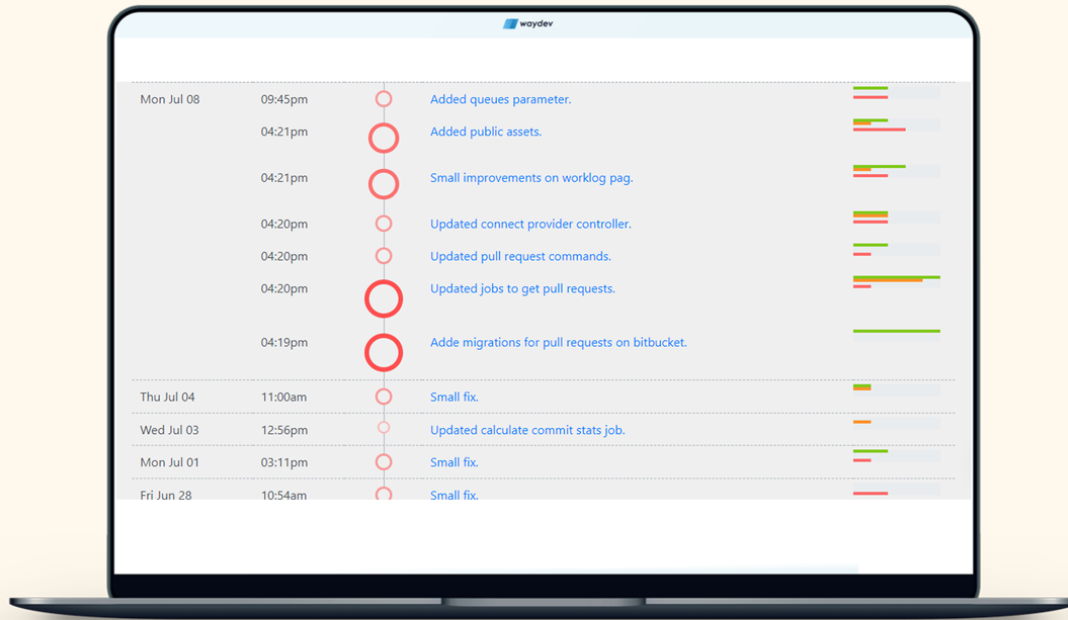 waydev
Mon Jul 08 09:45pm Added queues parameter.
04:21pm Added public assets.
04:21pm Small improvements on worklog pag.
04:20pm Updated connect provider controller.
04:20pm Updated pull request commands.
04:20pm Updated jobs to get pull requests.
04:19pm Adde migrations for pull requests on bitbucket.
Thu Jul 04 11:00am Small fix.
Wed Jul 03 12:56pm Updated calculate commit stats job.
Mon Jul 01 03:11pm Small fix.
Fri Jun 28 10:54am Small fix.